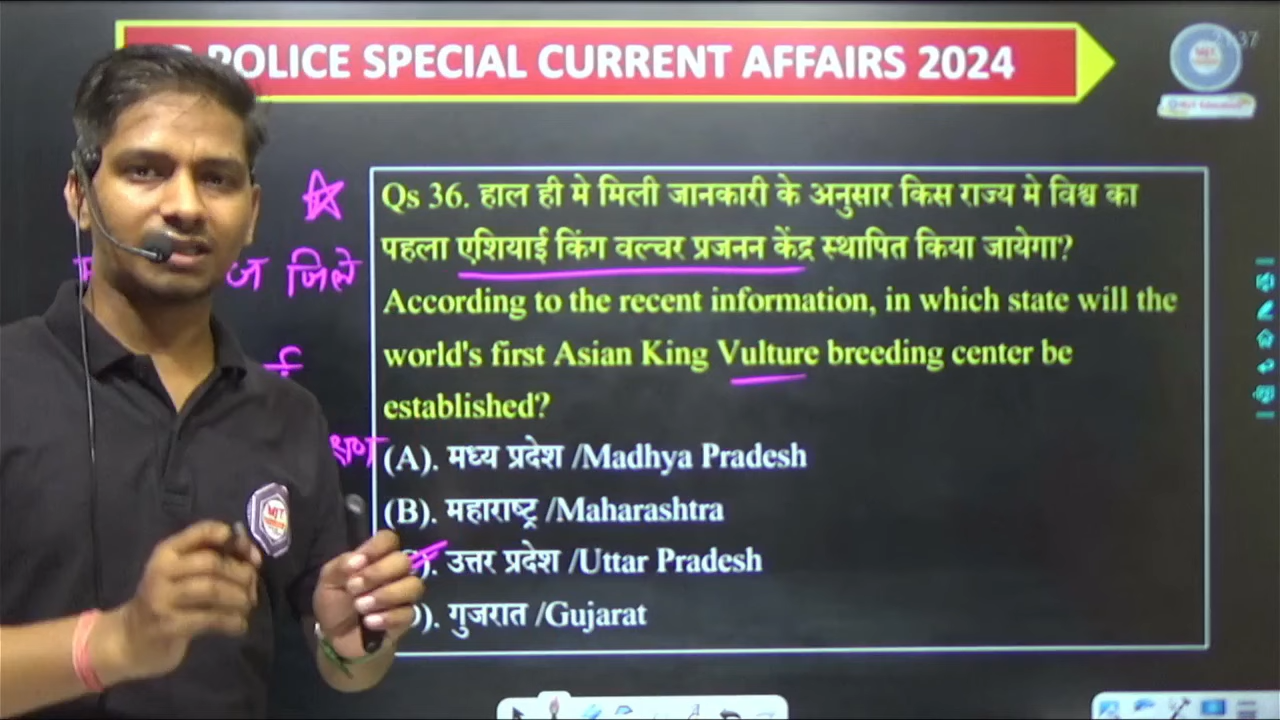 POLICE SPECIAL CURRENT AFFAIRS 2024
Qs 36. हाल ही मे मिली जानकारी के अनुसार किस राज्य मे विश्व का
पहला एशियाई किंग वल्चर प्रजनन केंद्र स्थापित किया जायेगा?
जिले
According to the recent information, in which state will the
world's first Asian King Vulture breeding center be
established?
(A). मध्य प्रदेश /Madhya Pradesh
(B). महाराष्ट्र /Maharashtra
उत्तर प्रदेश /Uttar Pradesh
D). गुजरात /Gujarat
MJT